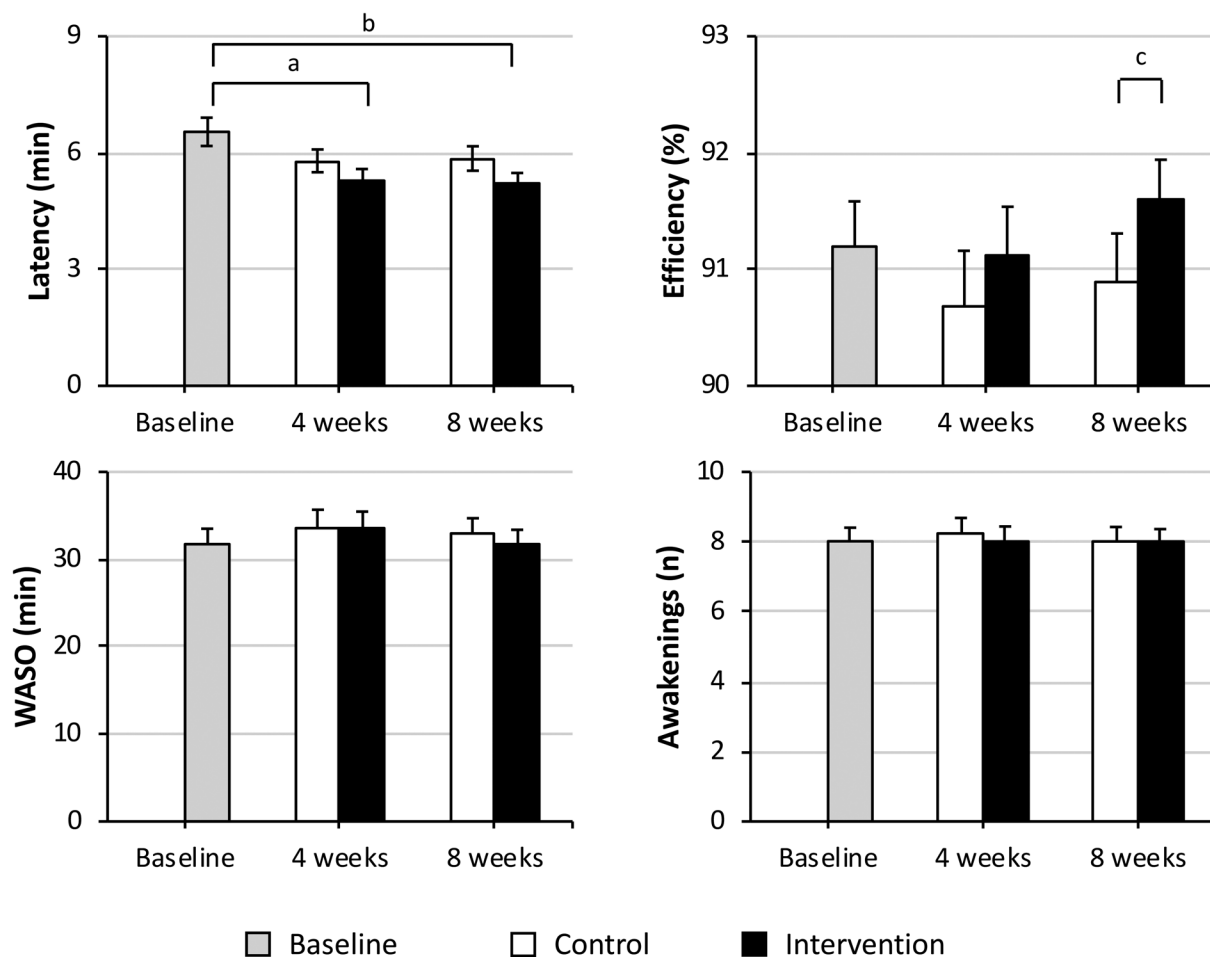 Latency (min)
9
6
3
0
b
a
Baseline 4 weeks 8 weeks
Efficiency (%)
93
92
91
90
c
Baseline 4 weeks 8 weeks
WASO (min)
40
30
20
10
0
Baseline 4 weeks 8 weeks
Awakenings (n)
10
8
6
4
2
0
Baseline 4 weeks 8 weeks
Baseline Control Intervention